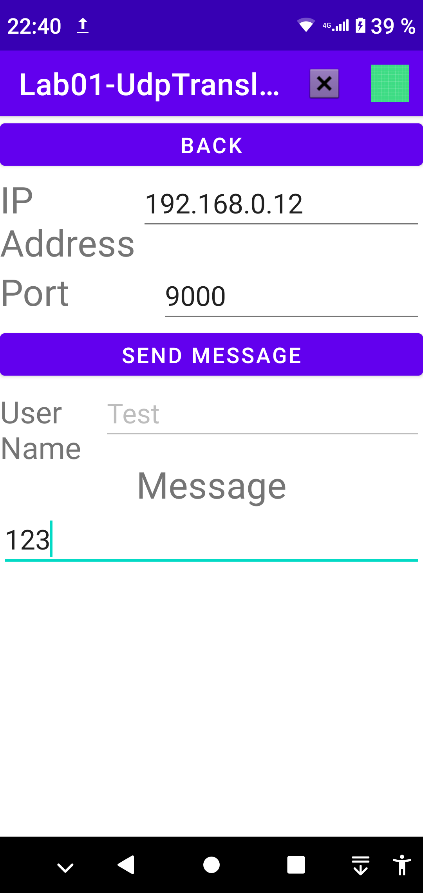 22:40 4G 39 %
Lab01-UdpTransl...
BACK
IP
Address
192.168.0.12
Port 9000
SEND MESSAGE
User
Name
Test
Message
123